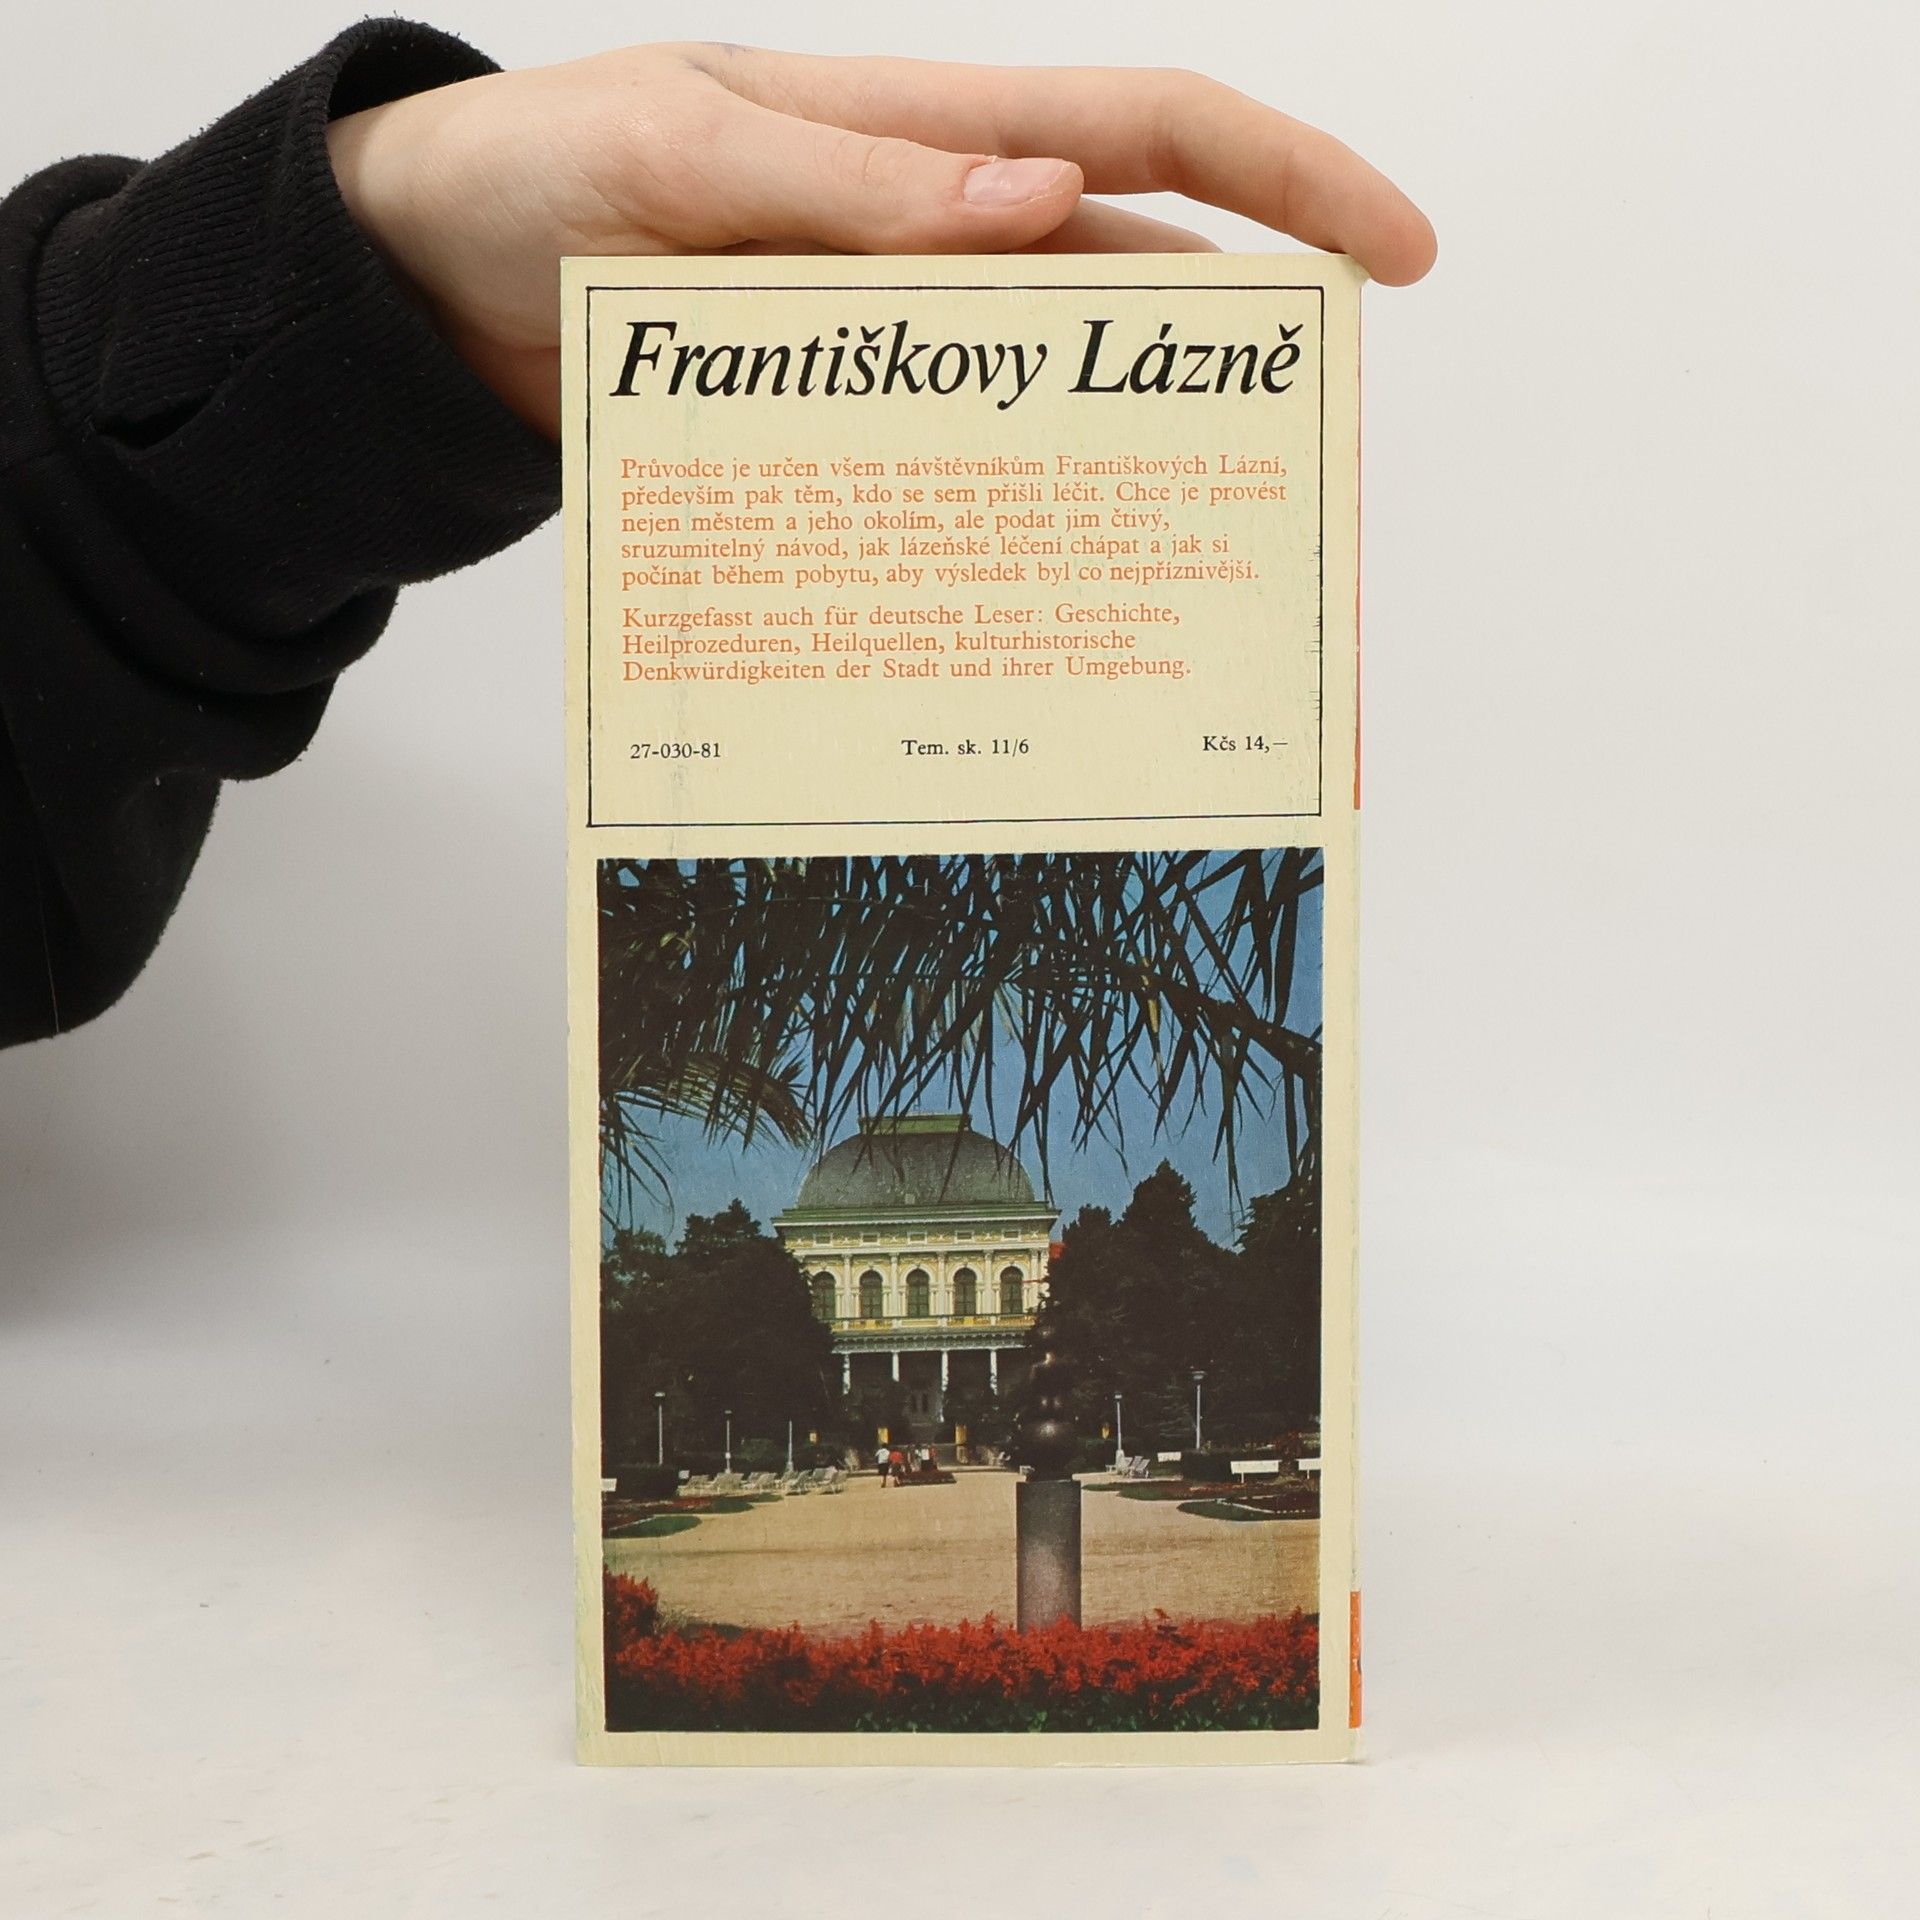 Františkovy Lázně
Průvodce je určen všem návštěvníkům Františkových Lázní,
především pak těm, kdo se sem přišli léčit. Chce je provést
nejen městem a jeho okolím, ale podat jim čtivý,
sruzumitelný návod, jak lázeňské léčení chápat a jak si
počínat během pobytu, aby výsledek byl co nejpříznivější.
Kurzgefasst auch für deutsche Leser: Geschichte,
Heilprozeduren, Heilquellen, kulturhistorische
Denkwürdigkeiten der Stadt und ihrer Umgebung.
27-030-81 Tem. sk. 11/6 Kčs 14,—